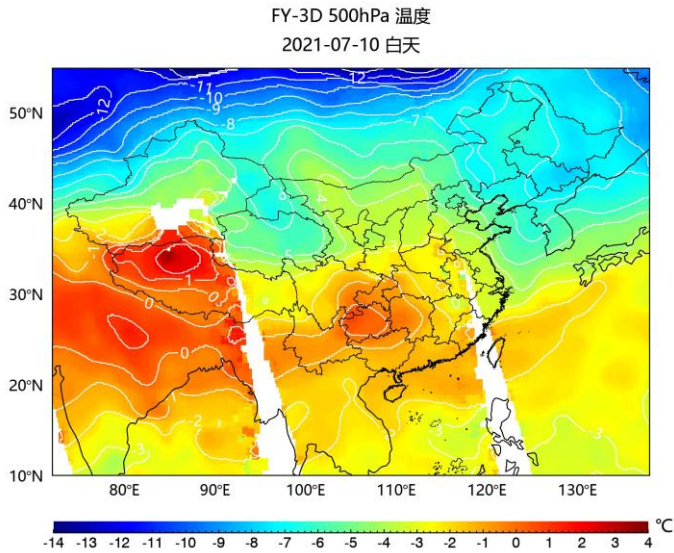 FY-3D 500hPa 温度
2021-07-10 白天
50°N
40°N
30°N
20°N
10°N
80°E 90°E 100°E 110°E 120°E 130°E
-14 -13 -12 -11 -10 -9 -8 -7 -6 -5 -4 -3 -2 -1 0 1 2 3 4 °C